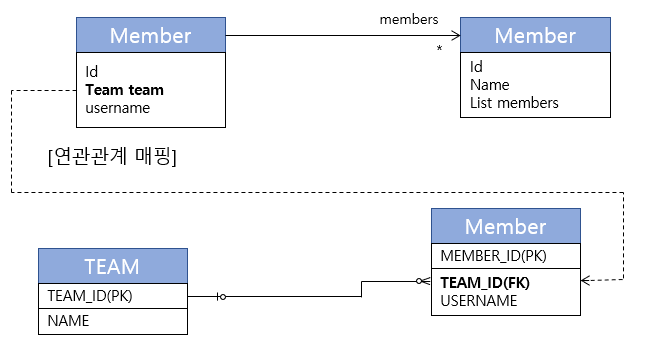 members
Member
Member
*
Id
Team team
username
Id
Name
List members
[연관관계 매핑]
Member
MEMBER_ID(PK)
TEAM_ID(FK)
USERNAME
TEAM
TEAM_ID(PK)
NAME